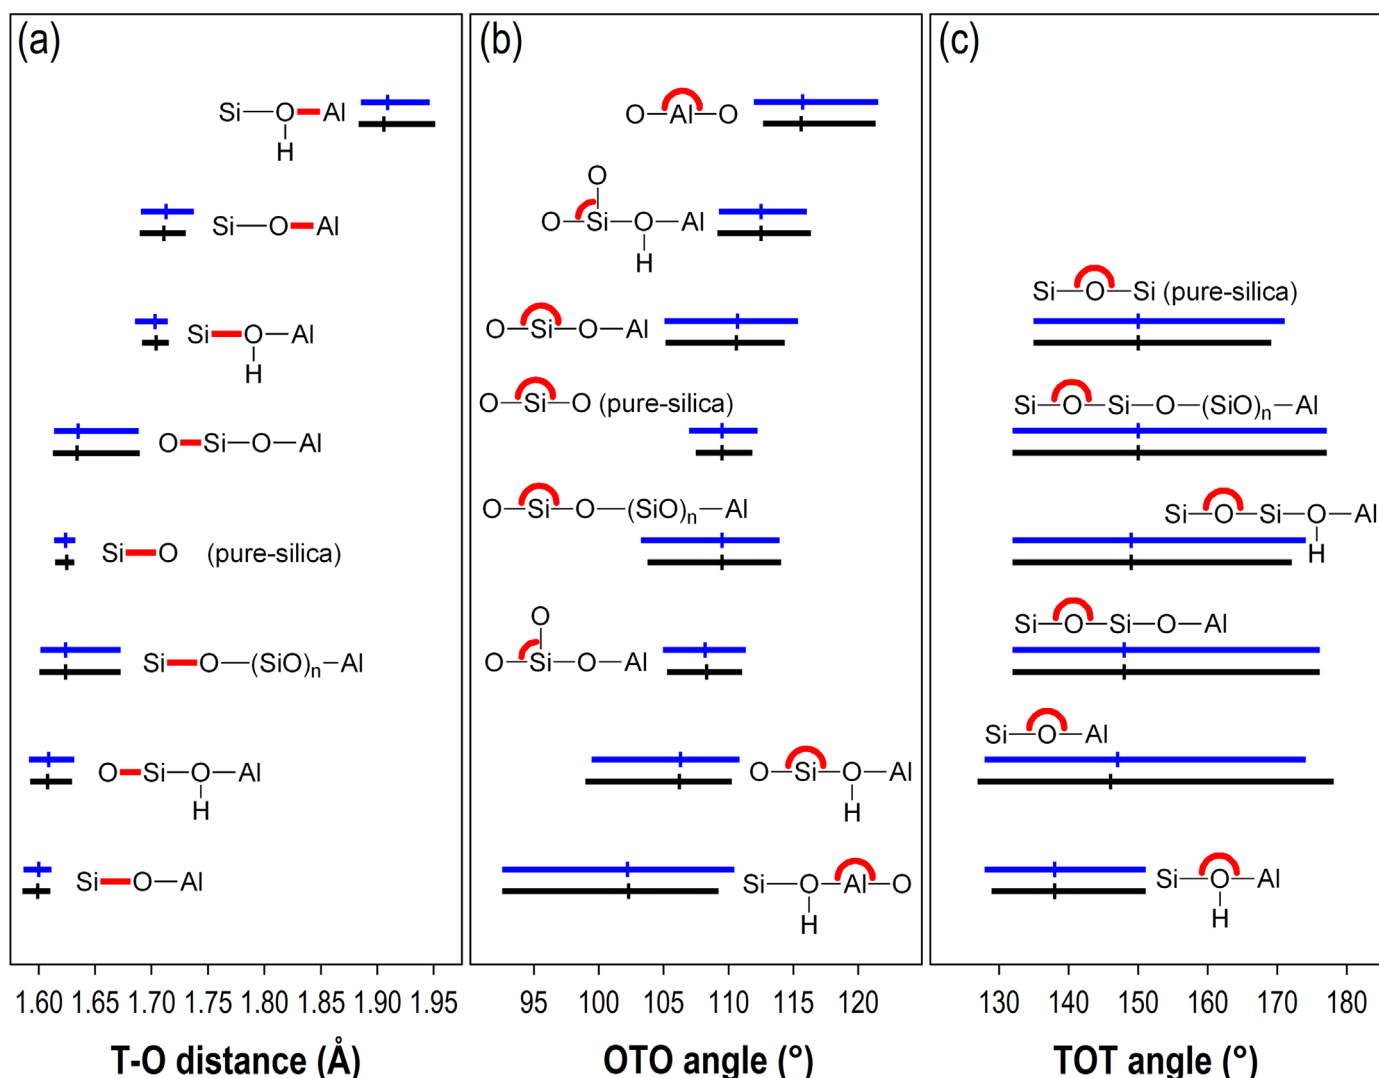 (a)
Si—O—Al
H
Si—O—Al
Si—O—Al
H
O—Si—O—Al
Si—O (pure-silica)
Si—O—(SiO)n—Al
O—Si—O—Al
H
Si—O—Al
1.60 1.65 1.70 1.75 1.80 1.85 1.90 1.95
T-O distance (Å)
(b)
O—Al—O
O
O—Si—O—Al
H
O—Si—O—Al
O—Si—O (pure-silica)
O—Si—O—(SiO)n—Al
O
O—Si—O—Al
O—Si—O—Al
H
Si—O—Al—O
H
95 100 105 110 115 120
OTO angle (°)
(c)
Si—O—Si (pure-silica)
Si—O—Si—O—(SiO)n—Al
Si—O—Si—O—Al
H
Si—O—Si—O—Al
Si—O—Al
Si—O—Al
H
130 140 150 160 170 180
TOT angle (°)